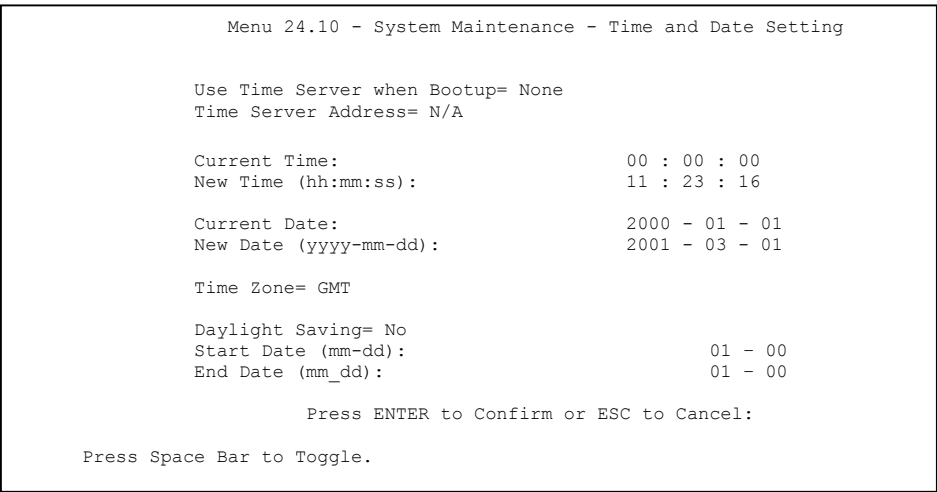 Menu 24.10 - System Maintenance - Time and Date Setting
Use Time Server when Bootup= None
Time Server Address= N/A
Current Time: 00 : 00 : 00
New Time (hh:mm:ss): 11 : 23 : 16
Current Date: 2000 - 01 - 01
New Date (yyyy-mm-dd): 2001 - 03 - 01
Time Zone= GMT
Daylight Saving= No
Start Date (mm-dd): 01 – 00
End Date (mm_dd): 01 – 00
Press ENTER to Confirm or ESC to Cancel:
Press Space Bar to Toggle.